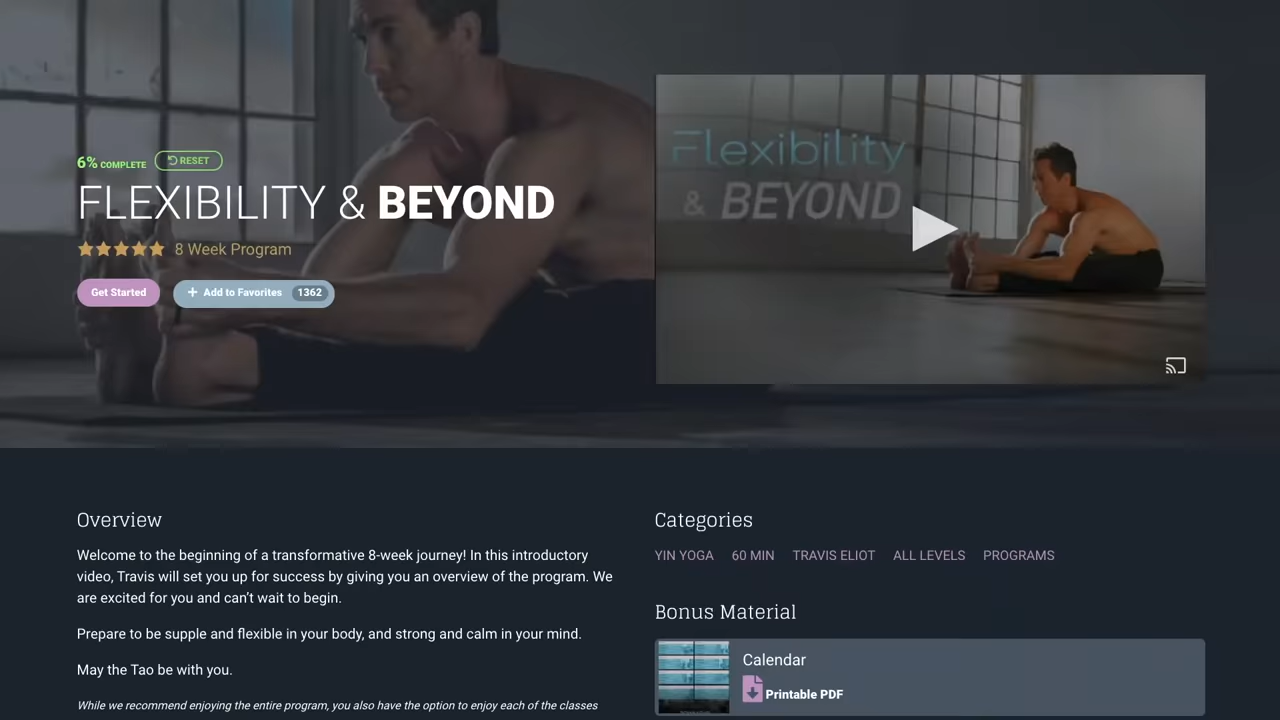 6% COMPLETE RESET
FLEXIBILITY & BEYOND
8 Week Program
Get Started
Add to Favorites 1362
Flexibility
& BEYOND
Overview
Welcome to the beginning of a transformative 8-week journey! In this introductory
video, Travis will set you up for success by giving you an overview of the program. We
are excited for you and can’t wait to begin.
Prepare to be supple and flexible in your body, and strong and calm in your mind.
May the Tao be with you.
While we recommend enjoying the entire program, you also have the option to enjoy each of the classes
Categories
YIN YOGA 60 MIN TRAVIS ELIOT ALL LEVELS PROGRAMS
Bonus Material
Calendar
Printable PDF